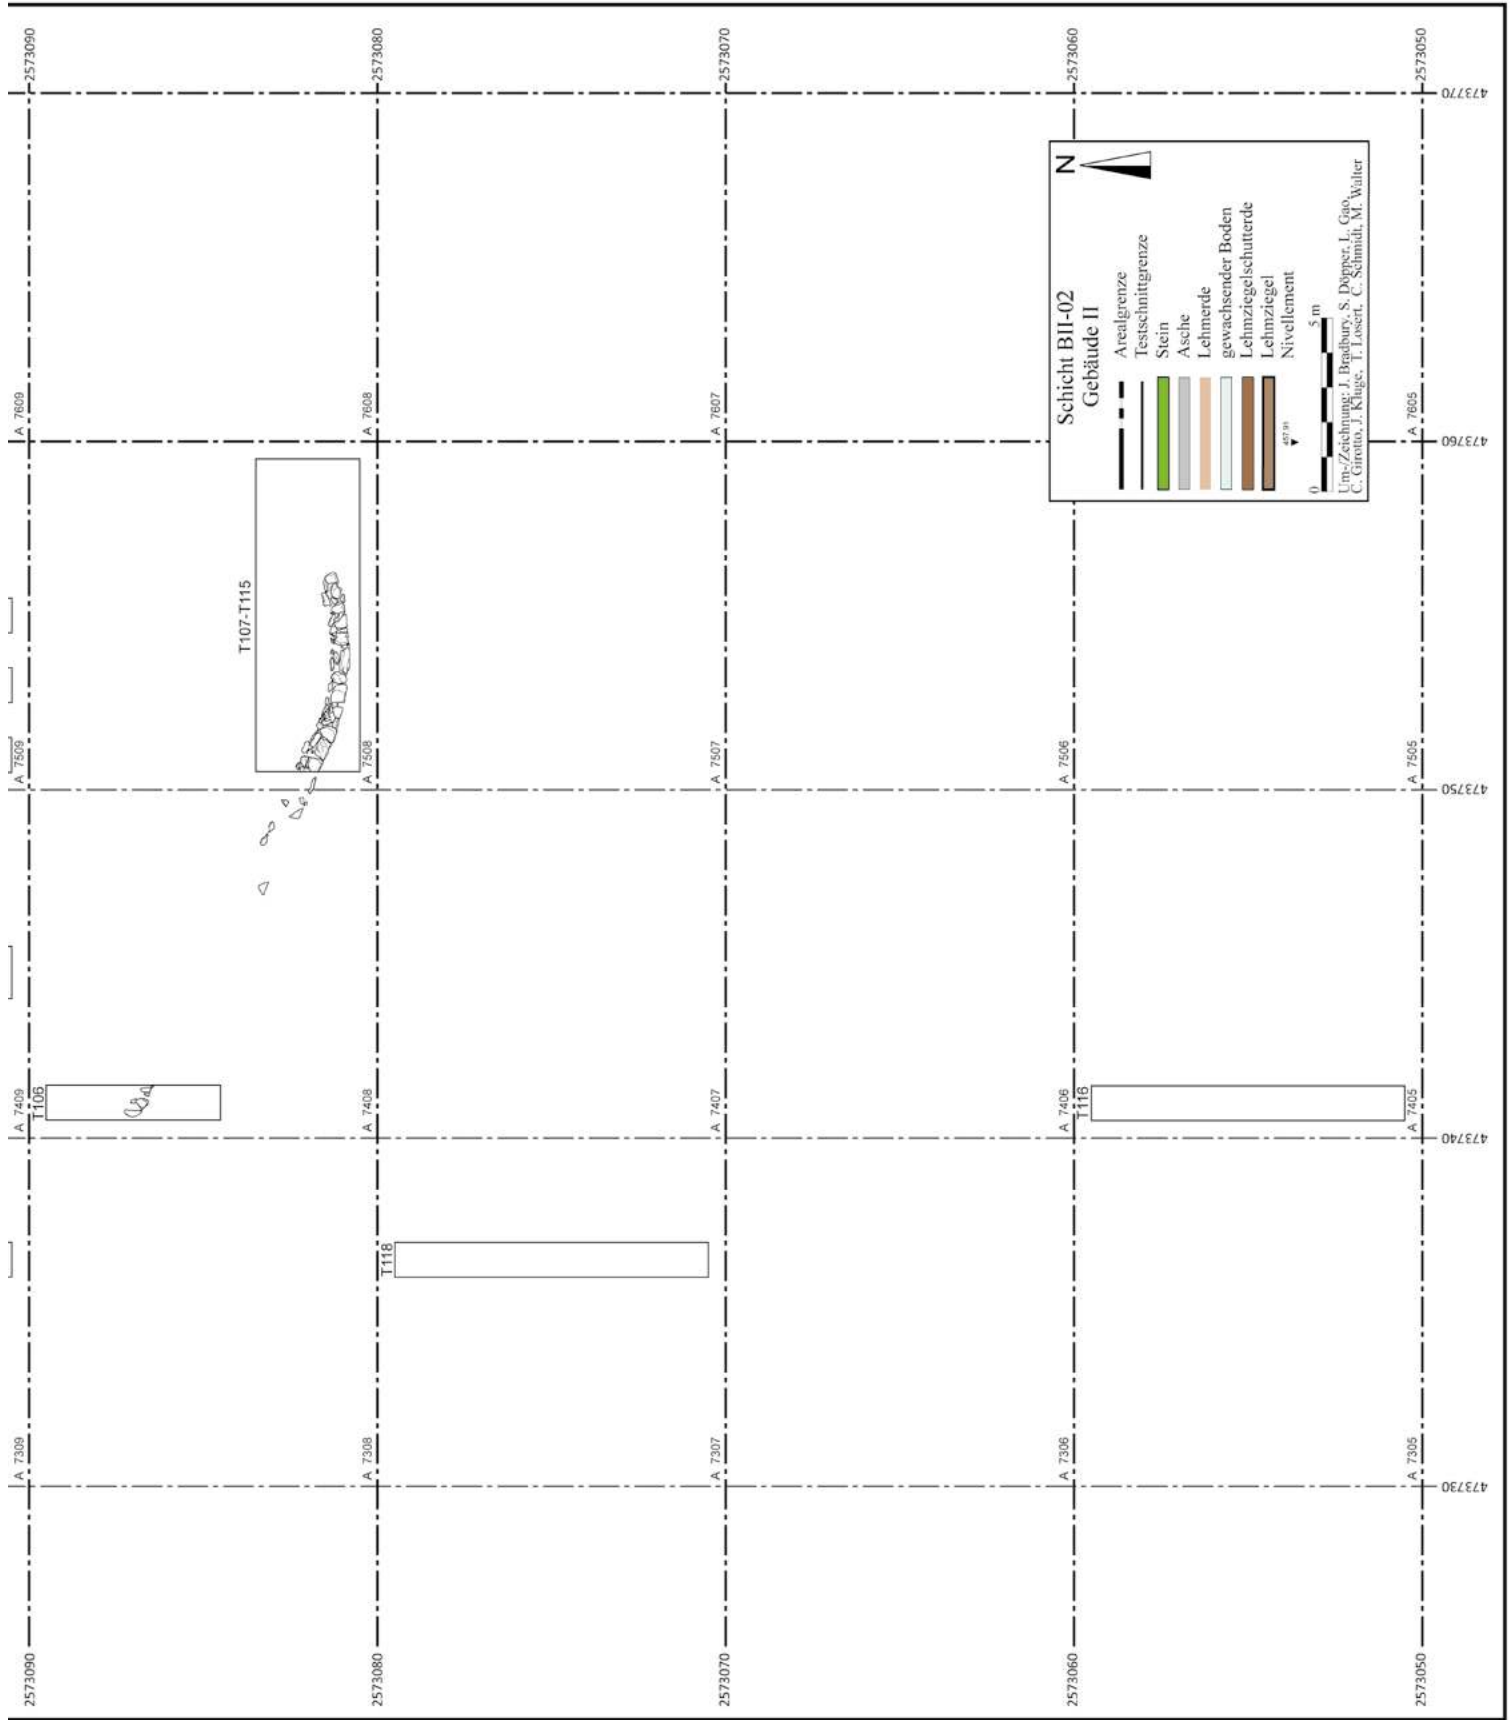 2573090 A 7309 A 7409 A 7509 A 7609 2573090
T106
T107-T115
2573080 A 7308 A 7408 A 7508 A 7608 2573080
T118
2573070 A 7307 A 7407 A 7507 A 7607 2573070
2573060 A 7306 A 7406 A 7506 2573060
T116
Schicht BII-02
Gebäude II
N
Arealgrenze
Testschnittgrenze
Stein
Asche
Lehmerde
gewachsender Boden
Lehmziegelschutterde
Lehmziegel
457.91 Nivellement
0 5 m
Um-/Zeichnung: J. Bradbury, S. Döpper, L. Gao,
C. Girotto, J. Kluge, T. Losert, C. Schmidt, M. Walter
2573050 A 7305 A 7405 A 7505 A 7605 2573050
473730 473740 473750 473760 473770